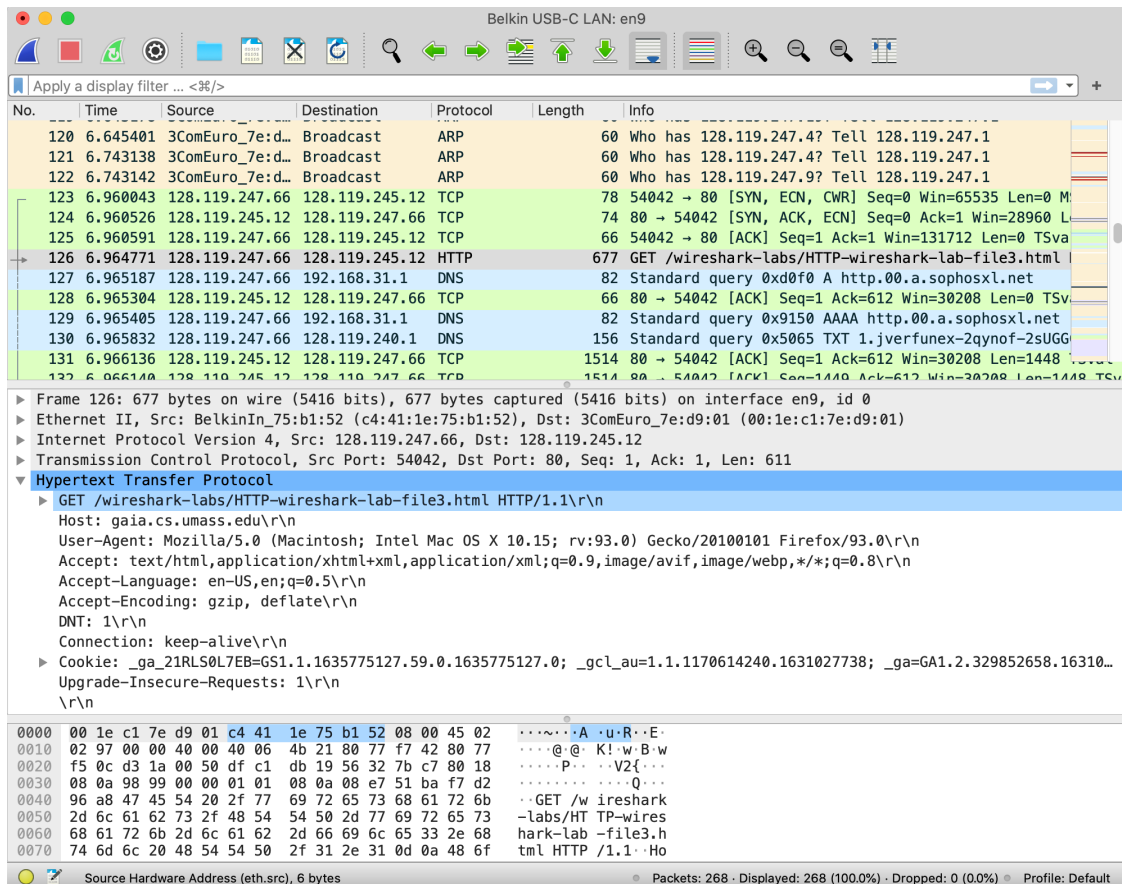 Belkin USB-C LAN: en9
Apply a display filter ... <⌘/>
+
No. Time Source Destination Protocol Length Info
120 6.645401 3ComEuro_7e:d… Broadcast ARP 60 Who has 128.119.247.4? Tell 128.119.247.1
121 6.743138 3ComEuro_7e:d… Broadcast ARP 60 Who has 128.119.247.4? Tell 128.119.247.1
122 6.743142 3ComEuro_7e:d… Broadcast ARP 60 Who has 128.119.247.9? Tell 128.119.247.1
123 6.960043 128.119.247.66 128.119.245.12 TCP 78 54042 → 80 [SYN, ECN, CWR] Seq=0 Win=65535 Len=0 M
124 6.960526 128.119.245.12 128.119.247.66 TCP 74 80 → 54042 [SYN, ACK, ECN] Seq=0 Ack=1 Win=28960 L
125 6.960591 128.119.247.66 128.119.245.12 TCP 66 54042 → 80 [ACK] Seq=1 Ack=1 Win=131712 Len=0 TSva
126 6.964771 128.119.247.66 128.119.245.12 HTTP 677 GET /wireshark-labs/HTTP-wireshark-lab-file3.html
127 6.965187 128.119.247.66 192.168.31.1 DNS 82 Standard query 0xd0f0 A http.00.a.sophosxl.net
128 6.965304 128.119.245.12 128.119.247.66 TCP 66 80 → 54042 [ACK] Seq=1 Ack=612 Win=30208 Len=0 TSv
129 6.965405 128.119.247.66 192.168.31.1 DNS 82 Standard query 0x9150 AAAA http.00.a.sophosxl.net
130 6.965832 128.119.247.66 128.119.240.1 DNS 156 Standard query 0x5065 TXT 1.jverfunex-2qynof-2sUGG
131 6.966136 128.119.245.12 128.119.247.66 TCP 1514 80 → 54042 [ACK] Seq=1 Ack=612 Win=30208 Len=1448
132 6.966140 128.119.245.12 128.119.247.66 TCP 1514 80 → 54042 [ACK] Seq=1449 Ack=612 Win=30208 Len=1448 TSv
Frame 126: 677 bytes on wire (5416 bits), 677 bytes captured (5416 bits) on interface en9, id 0
Ethernet II, Src: BelkinIn_75:b1:52 (c4:41:1e:75:b1:52), Dst: 3ComEuro_7e:d9:01 (00:1e:c1:7e:d9:01)
Internet Protocol Version 4, Src: 128.119.247.66, Dst: 128.119.245.12
Transmission Control Protocol, Src Port: 54042, Dst Port: 80, Seq: 1, Ack: 1, Len: 611
Hypertext Transfer Protocol
GET /wireshark-labs/HTTP-wireshark-lab-file3.html HTTP/1.1\r\n
Host: gaia.cs.umass.edu\r\n
User-Agent: Mozilla/5.0 (Macintosh; Intel Mac OS X 10.15; rv:93.0) Gecko/20100101 Firefox/93.0\r\n
Accept: text/html,application/xhtml+xml,application/xml;q=0.9,image/avif,image/webp,*/*;q=0.8\r\n
Accept-Language: en-US,en;q=0.5\r\n
Accept-Encoding: gzip, deflate\r\n
DNT: 1\r\n
Connection: keep-alive\r\n
Cookie: _ga_21RLS0L7EB=GS1.1.1635775127.59.0.1635775127.0; _gcl_au=1.1.1170614240.1631027738; _ga=GA1.2.329852658.16310…
Upgrade-Insecure-Requests: 1\r\n
\r\n
0000 00 1e c1 7e d9 01 c4 41 1e 75 b1 52 08 00 45 02 ···~···A ·u·R··E·
0010 02 97 00 00 40 00 40 06 4b 21 80 77 f7 42 80 77 ····@·@· K!·w·B·w
0020 f5 0c d3 1a 00 50 df c1 db 19 56 32 7b c7 80 18 ·····P·· ··V2{···
0030 08 0a 98 99 00 00 01 01 08 0a 08 e7 51 ba f7 d2 ········ ····Q···
0040 96 a8 47 45 54 20 2f 77 69 72 65 73 68 61 72 6b ··GET /w ireshark
0050 2d 6c 61 62 73 2f 48 54 54 50 2d 77 69 72 65 73 -labs/HT TP-wires
0060 68 61 72 6b 2d 6c 61 62 2d 66 69 6c 65 33 2e 68 hark-lab -file3.h
0070 74 6d 6c 20 48 54 54 50 2f 31 2e 31 0d 0a 48 6f tml HTTP /1.1··Ho
Source Hardware Address (eth.src), 6 bytes Packets: 268 · Displayed: 268 (100.0%) · Dropped: 0 (0.0%) Profile: Default